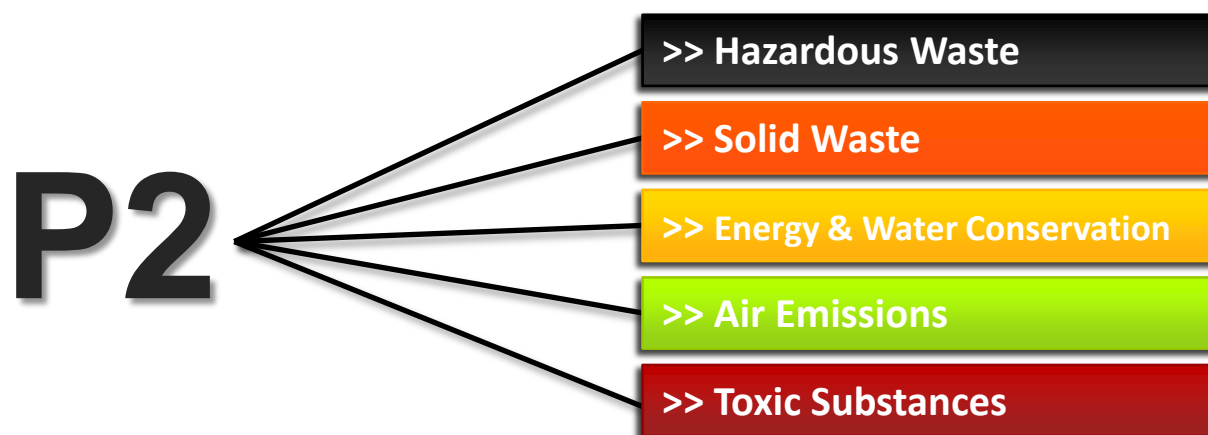 P2
>> Hazardous Waste
>> Solid Waste
>> Energy & Water Conservation
>> Air Emissions
>> Toxic Substances